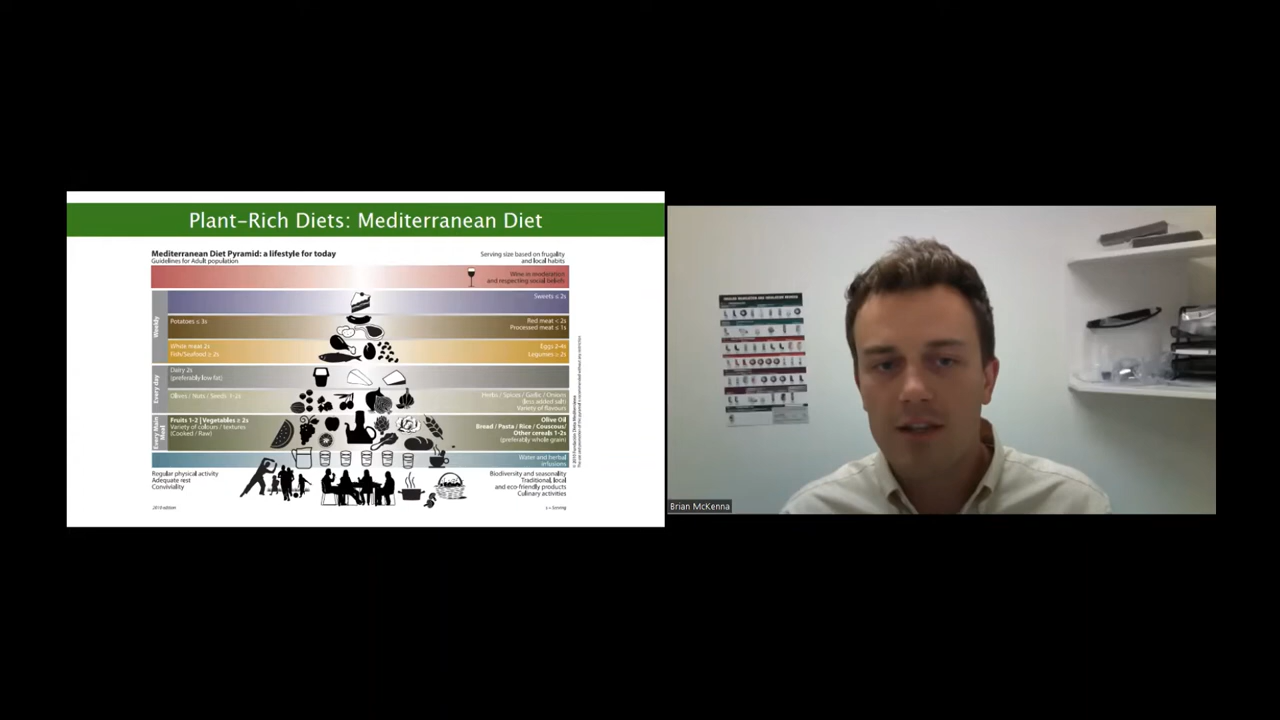 Plant-Rich Diets: Mediterranean Diet
Mediterranean Diet Pyramid: a lifestyle for today
Guidelines for Adult population
Serving size based on frugality
and local habits
Wine in moderation
and respecting social beliefs
Weekly
Sweets ≤ 2s
Potatoes ≤ 3s
Red meat < 2s
Processed meat ≤ 1s
White meat 2s
Fish/Seafood ≥ 2s
Eggs 2-4s
Legumes ≥ 2s
Every day
Dairy 2s
(preferably low fat)
Olives / Nuts / Seeds 1-2s
Herbs / Spices / Garlic / Onions
(less added salt)
Variety of flavours
Every Main
Meal
Fruits 1-2 | Vegetables ≥ 2s
Variety of colours / textures
(Cooked / Raw)
Olive Oil
Bread / Pasta / Rice / Couscous/
Other cereals 1-2s
(preferably whole grain)
Water and herbal
infusions
Regular physical activity
Adequate rest
Conviviality
Biodiversity and seasonality
Traditional, local
and eco-friendly products
Culinary activities
2010 edition
s = Serving
Brian McKenna